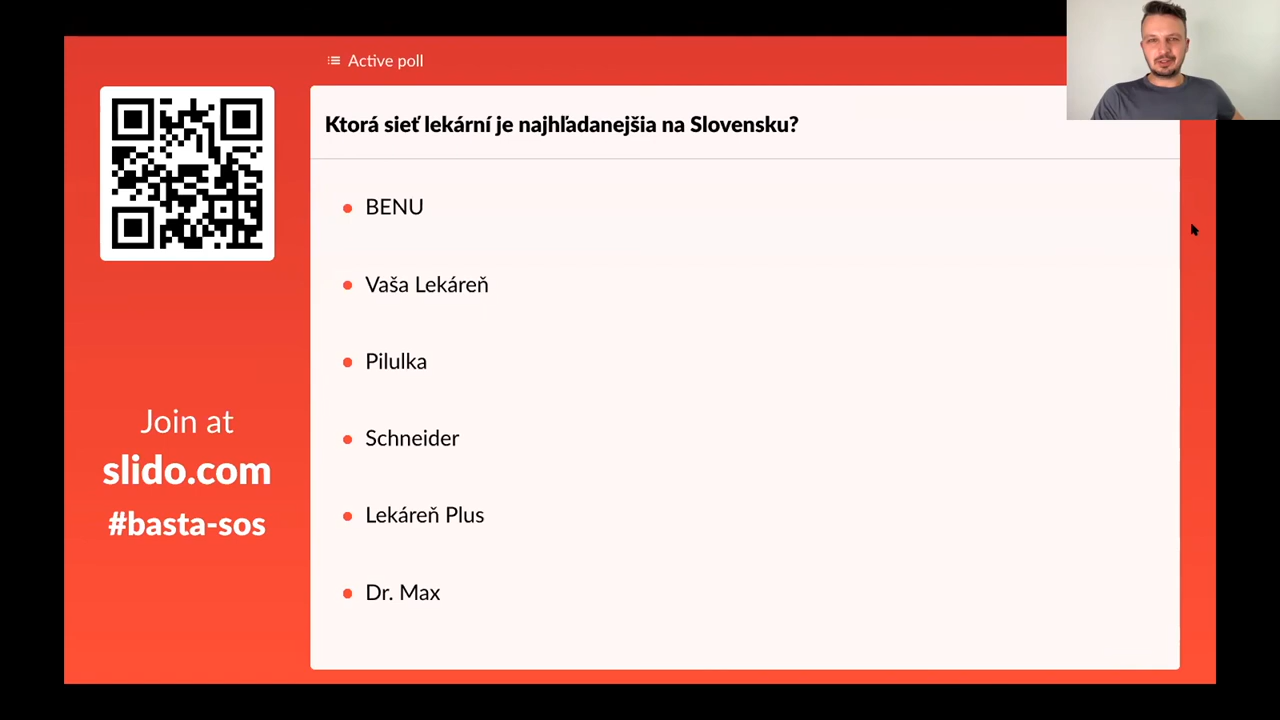 Active poll
Ktorá sieť lekární je najhľadanejšia na Slovensku?
BENU
Vaša Lekáreň
Pilulka
Schneider
Lekáreň Plus
Dr. Max
Join at
slido.com
#basta-sos